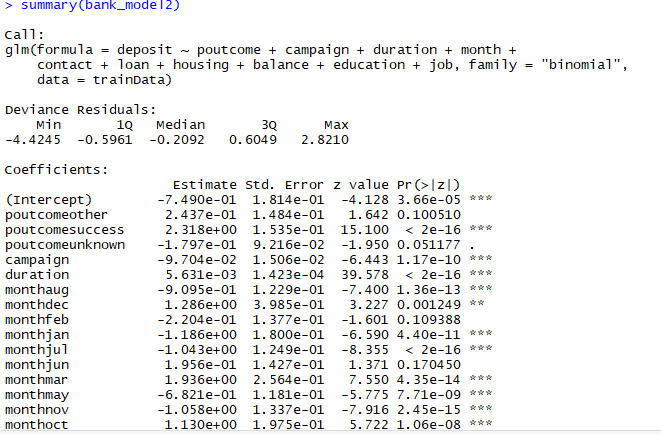 > summary(bank_model2)
Call:
glm(formula = deposit ~ poutcome + campaign + duration + month +
contact + loan + housing + balance + education + job, family = "binomial",
data = trainData)
Deviance Residuals:
Min 1Q Median 3Q Max
-4.4245 -0.5961 -0.2092 0.6049 2.8210
Coefficients:
Estimate Std. Error z value Pr(>|z|)
(Intercept) -7.490e-01 1.814e-01 -4.128 3.66e-05 ***
poutcomeother 2.437e-01 1.484e-01 1.642 0.100510
poutcomesuccess 2.318e+00 1.535e-01 15.100 < 2e-16 ***
poutcomeunknown -1.797e-01 9.216e-02 -1.950 0.051177 .
campaign -9.704e-02 1.506e-02 -6.443 1.17e-10 ***
duration 5.631e-03 1.423e-04 39.578 < 2e-16 ***
monthaug -9.095e-01 1.229e-01 -7.400 1.36e-13 ***
monthdec 1.286e+00 3.985e-01 3.227 0.001249 **
monthfeb -2.204e-01 1.377e-01 -1.601 0.109388
monthjan -1.186e+00 1.800e-01 -6.590 4.40e-11 ***
monthjul -1.043e+00 1.249e-01 -8.355 < 2e-16 ***
monthjun 1.956e-01 1.427e-01 1.371 0.170450
monthmar 1.936e+00 2.564e-01 7.550 4.35e-14 ***
monthmay -6.821e-01 1.181e-01 -5.775 7.71e-09 ***
monthnov -1.058e+00 1.337e-01 -7.916 2.45e-15 ***
monthoct 1.130e+00 1.975e-01 5.722 1.06e-08 ***